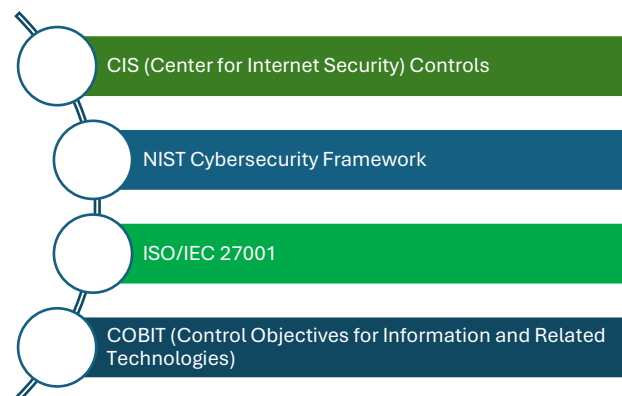 CIS (Center for Internet Security) Controls
NIST Cybersecurity Framework
ISO/IEC 27001
COBIT (Control Objectives for Information and Related
Technologies)